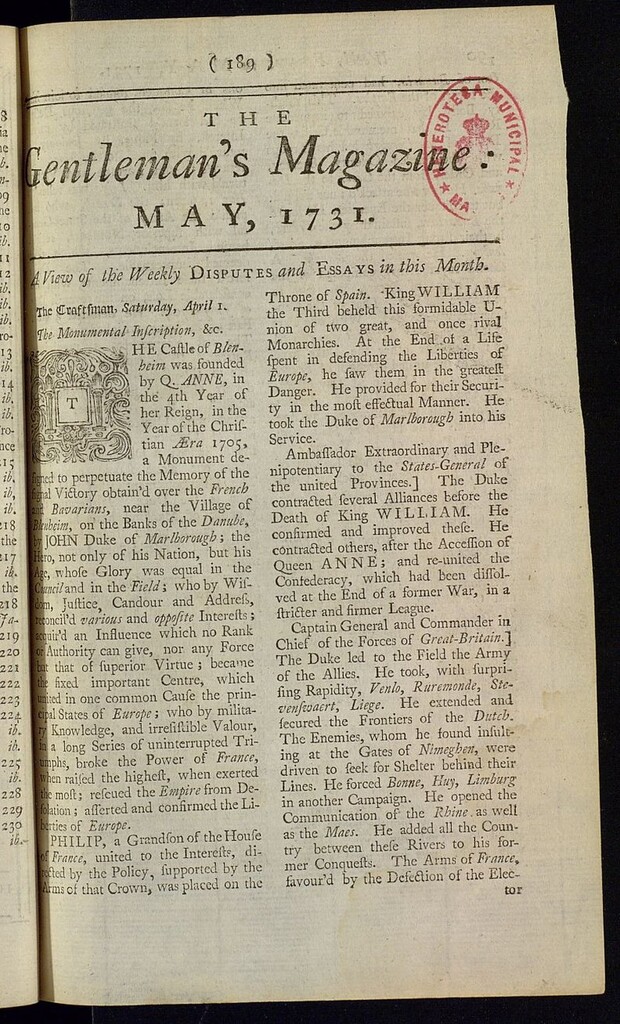 ( 189 )
THE
Gentleman's Magazine:
MAY, 1731.
HEMEROTECA MUNICIPAL
MA
A View of the Weekly DISPUTES and ESSAYS in this Month.
The Craftſman, Saturday, April 1.
The Monumental Inſcription, &c.
THE Caſtle of Blen-
heim was founded
by Q. ANNE, in
the 4th Year of
her Reign, in the
Year of the Chriſ-
tian Æra 1705,
a Monument de-
ſigned to perpetuate the Memory of the
ſignal Victory obtain'd over the French
and Bavarians, near the Village of
Blenheim, on the Banks of the Danube,
by JOHN Duke of Marlborough; the
Hero, not only of his Nation, but his
Age, whoſe Glory was equal in the
Council and in the Field; who by Wiſ-
dom, Juſtice, Candour and Addreſs,
reconcil'd various and oppoſite Intereſts;
acquir'd an Influence which no Rank
or Authority can give, nor any Force
but that of ſuperior Virtue; became
the fixed important Centre, which
united in one common Cauſe the prin-
cipal States of Europe; who by milita-
ry Knowledge, and irreſiſtible Valour,
in a long Series of uninterrupted Tri-
umphs, broke the Power of France,
when raiſed the higheſt, when exerted
the moſt; reſcued the Empire from De-
ſolation; aſſerted and confirmed the Li-
berties of Europe.
PHILIP, a Grandſon of the Houſe
of France, united to the Intereſts, di-
rected by the Policy, ſupported by the
Arms of that Crown, was placed on the
Throne of Spain. King WILLIAM
the Third beheld this formidable U-
nion of two great, and once rival
Monarchies. At the End of a Life
ſpent in defending the Liberties of
Europe, he ſaw them in the greateſt
Danger. He provided for their Securi-
ty in the moſt effectual Manner. He
took the Duke of Marlborough into his
Service.
Ambaſſador Extraordinary and Ple-
nipotentiary to the States-General of
the united Provinces.] The Duke
contracted ſeveral Alliances before the
Death of King WILLIAM. He
confirmed and improved theſe. He
contracted others, after the Acceſſion of
Queen ANNE; and re-united the
Confederacy, which had been diſſol-
ved at the End of a former War, in a
ſtricter and firmer League.
Captain General and Commander in
Chief of the Forces of Great-Britain.]
The Duke led to the Field the Army
of the Allies. He took, with ſurpri-
ſing Rapidity, Venlo, Ruremonde, Ste-
venſwaert, Liege. He extended and
ſecured the Frontiers of the Dutch.
The Enemies, whom he found inſult-
ing at the Gates of Nimeghen, were
driven to ſeek for Shelter behind their
Lines. He forced Bonne, Huy, Limburg
in another Campaign. He opened the
Communication of the Rhine as well
as the Maes. He added all the Coun-
try between theſe Rivers to his for-
mer Conqueſts. The Arms of France,
favour'd by the Defection of the Elec-
tor